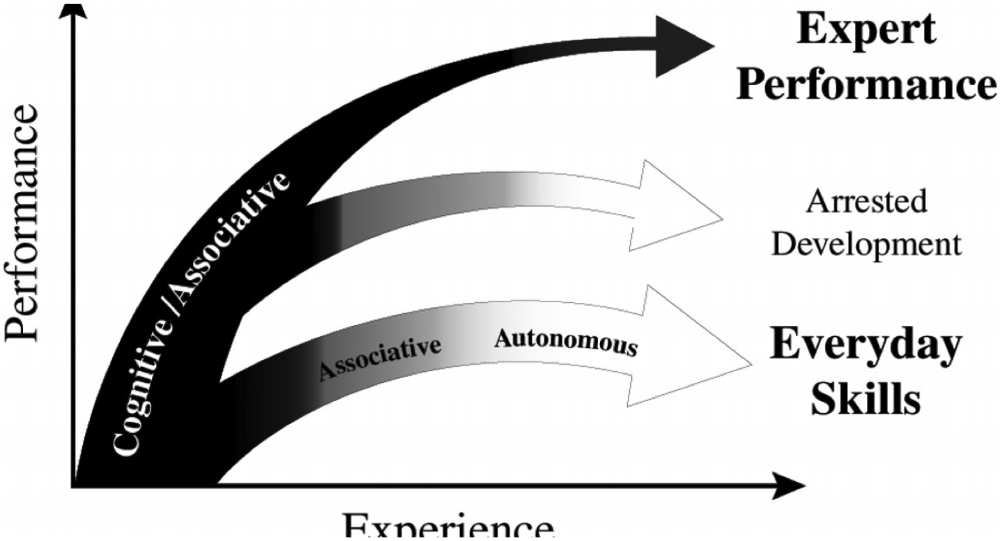 Expert
Performance
Performance
Cognitive /Associative
Arrested
Development
Associative
Autonomous
Everyday
Skills
Experience